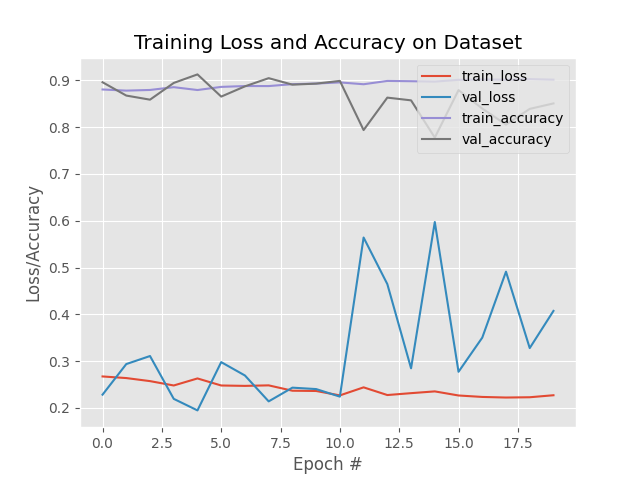 Training Loss and Accuracy on Dataset
train_loss
val_loss
train_accuracy
val_accuracy
Loss/Accuracy
0.9
0.8
0.7
0.6
0.5
0.4
0.3
0.2
0.0 2.5 5.0 7.5 10.0 12.5 15.0 17.5
Epoch #